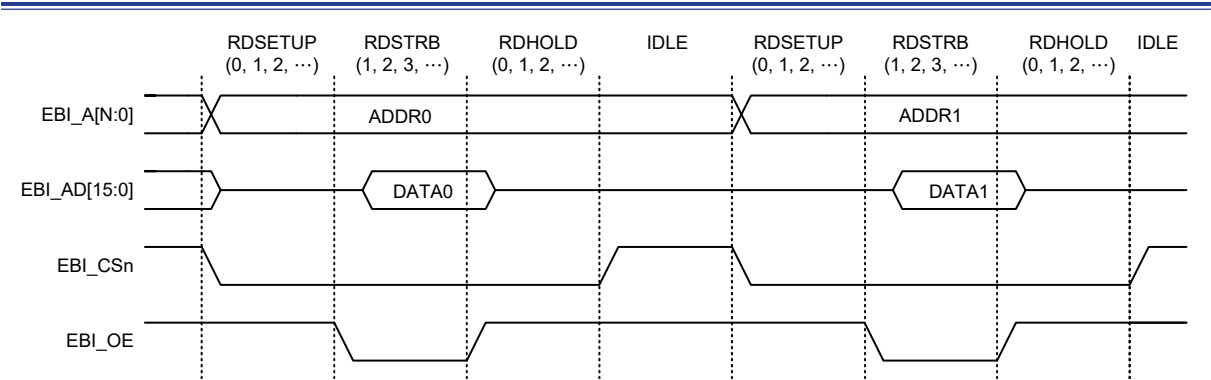 RDSETUP RDSTRB RDHOLD IDLE RDSETUP RDSTRB RDHOLD IDLE
(0, 1, 2, ⋯) (1, 2, 3, ⋯) (0, 1, 2, ⋯) (0, 1, 2, ⋯) (1, 2, 3, ⋯) (0, 1, 2, ⋯)
EBI_A[N:0] ADDR0 ADDR1
EBI_AD[15:0] DATA0 DATA1
EBI_CSn
EBI_OE